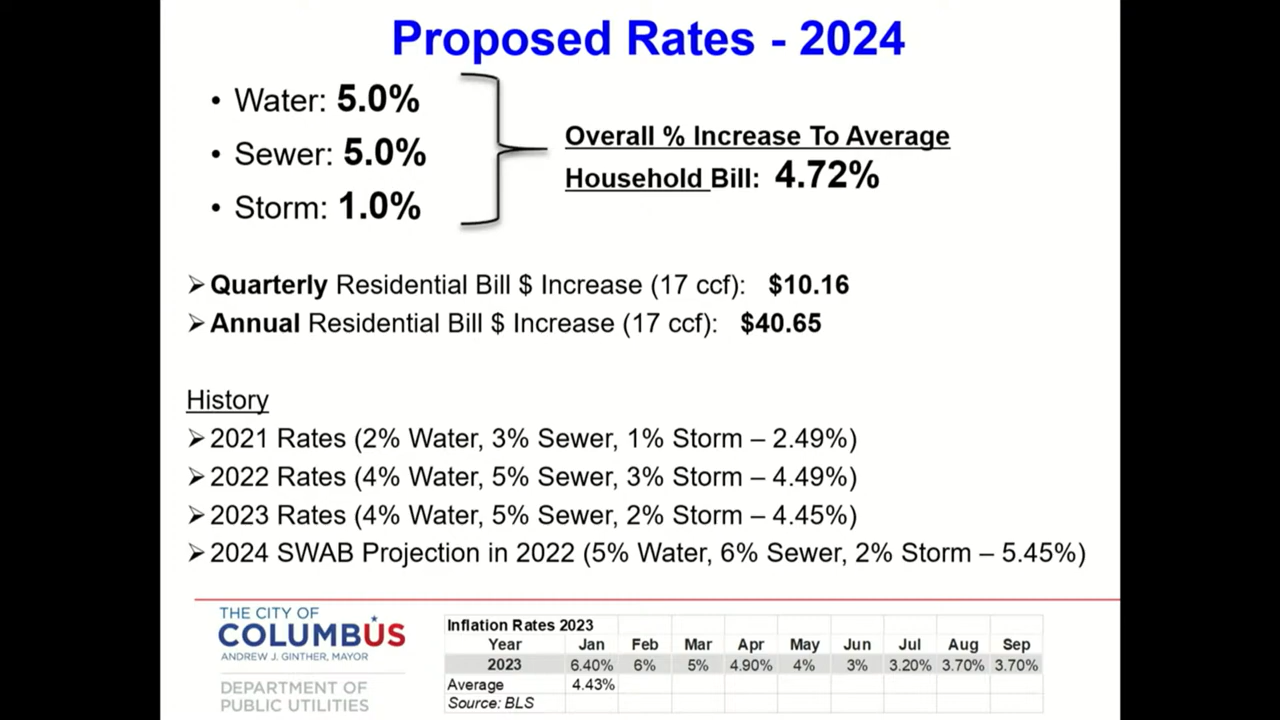 Proposed Rates - 2024
• Water: 5.0%
• Sewer: 5.0%
• Storm: 1.0%
Overall % Increase To Average
Household Bill: 4.72%
➢Quarterly Residential Bill $ Increase (17 ccf): $10.16
➢Annual Residential Bill $ Increase (17 ccf): $40.65
History
➢2021 Rates (2% Water, 3% Sewer, 1% Storm – 2.49%)
➢2022 Rates (4% Water, 5% Sewer, 3% Storm – 4.49%)
➢2023 Rates (4% Water, 5% Sewer, 2% Storm – 4.45%)
➢2024 SWAB Projection in 2022 (5% Water, 6% Sewer, 2% Storm – 5.45%)
THE CITY OF
COLUMBUS
ANDREW J. GINTHER, MAYOR
DEPARTMENT OF
PUBLIC UTILITIES
Inflation Rates 2023
Year Jan Feb Mar Apr May Jun Jul Aug Sep
2023 6.40% 6% 5% 4.90% 4% 3% 3.20% 3.70% 3.70%
Average 4.43%
Source: BLS